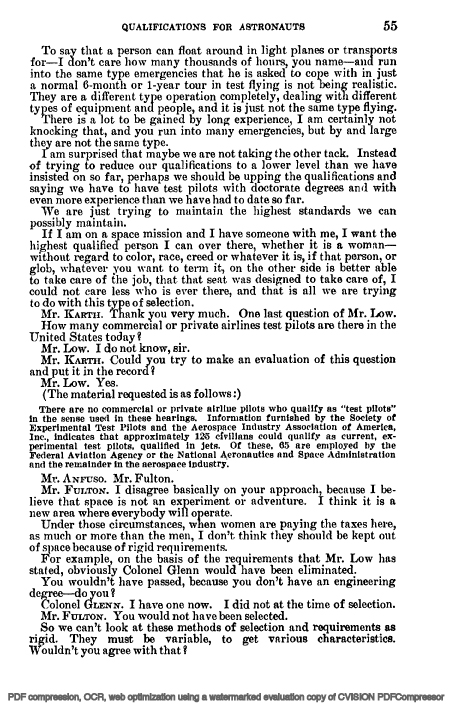 QUALIFICATIONS FOR ASTRONAUTS 55
To say that a person can float around in light planes or transports
for—I don't care how many thousands of hours, you name—and run
into the same type emergencies that he is asked to cope with in just
a normal 6-month or 1-year tour in test flying is not being realistic.
They are a different type operation completely, dealing with different
types of equipment and people, and it is just not the same type flying.
There is a lot to be gained by long experience, I am certainly not
knocking that, and you run into many emergencies, but by and large
they are not the same type.
I am surprised that maybe we are not taking the other tack. Instead
of trying to reduce our qualifications to a lower level than we have
insisted on so far, perhaps we should be upping the qualifications and
saying we have to have test pilots with doctorate degrees and with
even more experience than we have had to date so far.
We are just trying to maintain the highest standards we can
possibly maintain.
If I am on a space mission and I have someone with me, I want the
highest qualified person I can over there, whether it is a woman—
without regard to color, race, creed or whatever it is, if that person, or
glob, whatever you want to term it, on the other side is better able
to take care of the job, that that seat was designed to take care of, I
could not care less who is ever there, and that is all we are trying
to do with this type of selection.
Mr. KARTH. Thank you very much. One last question of Mr. Low.
How many commercial or private airlines test pilots are there in the
United States today?
Mr. Low. I do not know, sir.
Mr. KARTH. Could you try to make an evaluation of this question
and put it in the record?
Mr. Low. Yes.
(The material requested is as follows:)
There are no commercial or private airline pilots who qualify as "test pilots"
in the sense used in these hearings. Information furnished by the Society of
Experimental Test Pilots and the Aerospace Industry Association of America,
Inc., indicates that approximately 125 civilians could qualify as current, ex-
perimental test pilots, qualified in jets. Of these, 65 are employed by the
Federal Aviation Agency or the National Aeronautics and Space Administration
and the remainder in the aerospace industry.
Mr. ANFUSO. Mr. Fulton.
Mr. FULTON. I disagree basically on your approach, because I be-
lieve that space is not an experiment or adventure. I think it is a
new area where everybody will operate.
Under those circumstances, when women are paying the taxes here,
as much or more than the men, I don't think they should be kept out
of space because of rigid requirements.
For example, on the basis of the requirements that Mr. Low has
stated, obviously Colonel Glenn would have been eliminated.
You wouldn't have passed, because you don't have an engineering
degree—do you?
Colonel GLENN. I have one now. I did not at the time of selection.
Mr. FULTON. You would not have been selected.
So we can't look at these methods of selection and requirements as
rigid. They must be variable, to get various characteristics.
Wouldn't you agree with that?
PDF compression, OCR, web optimization using a watermarked evaluation copy of CVISION PDFCompressor